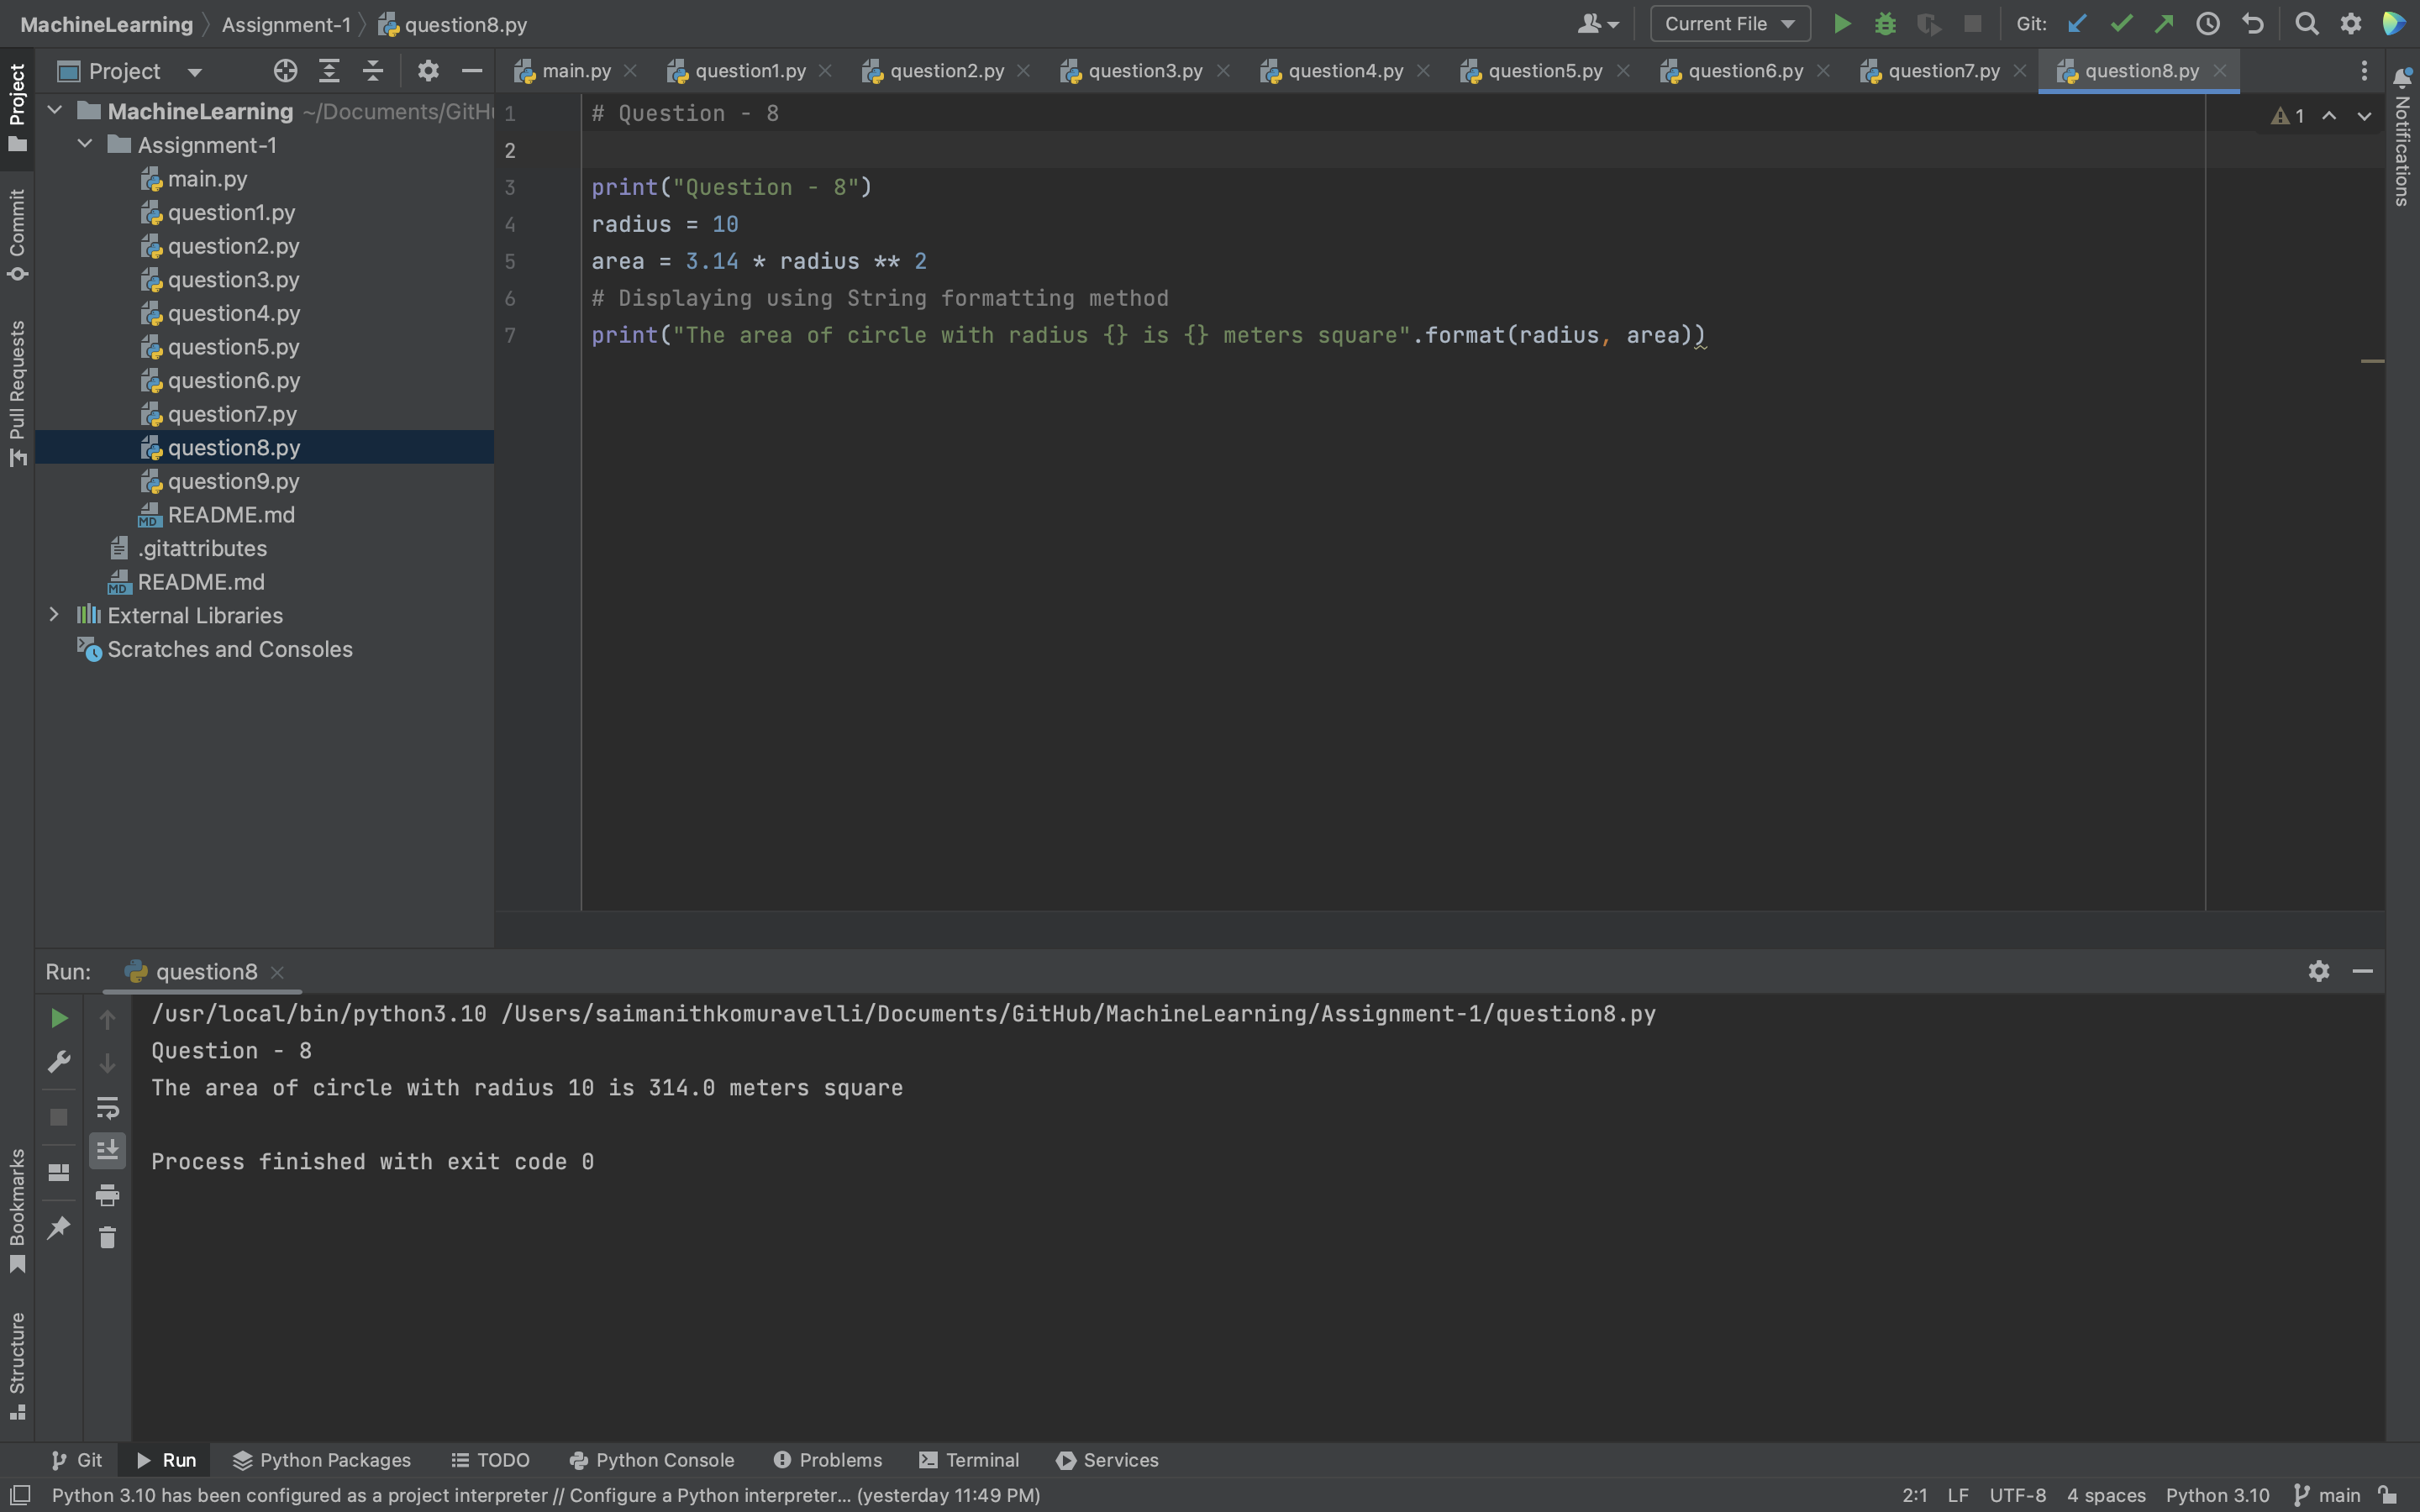 MachineLearning Assignment-1 question8.py
Current File Git:
Project
main.py question1.py question2.py question3.py question4.py question5.py question6.py question7.py question8.py
Project
Commit
Pull Requests
Bookmarks
Structure
Notifications
MachineLearning ~/Documents/GitHu
Assignment-1
main.py
question1.py
question2.py
question3.py
question4.py
question5.py
question6.py
question7.py
question8.py
question9.py
README.md
.gitattributes
README.md
External Libraries
Scratches and Consoles
1 # Question - 8
2
3 print("Question - 8")
4 radius = 10
5 area = 3.14 * radius ** 2
6 # Displaying using String formatting method
7 print("The area of circle with radius {} is {} meters square".format(radius, area))
1
Run: question8
/usr/local/bin/python3.10 /Users/saimanithkomuravelli/Documents/GitHub/MachineLearning/Assignment-1/question8.py
Question - 8
The area of circle with radius 10 is 314.0 meters square
Process finished with exit code 0
Git Run Python Packages TODO Python Console Problems Terminal Services
Python 3.10 has been configured as a project interpreter // Configure a Python interpreter... (yesterday 11:49 PM) 2:1 LF UTF-8 4 spaces Python 3.10 main